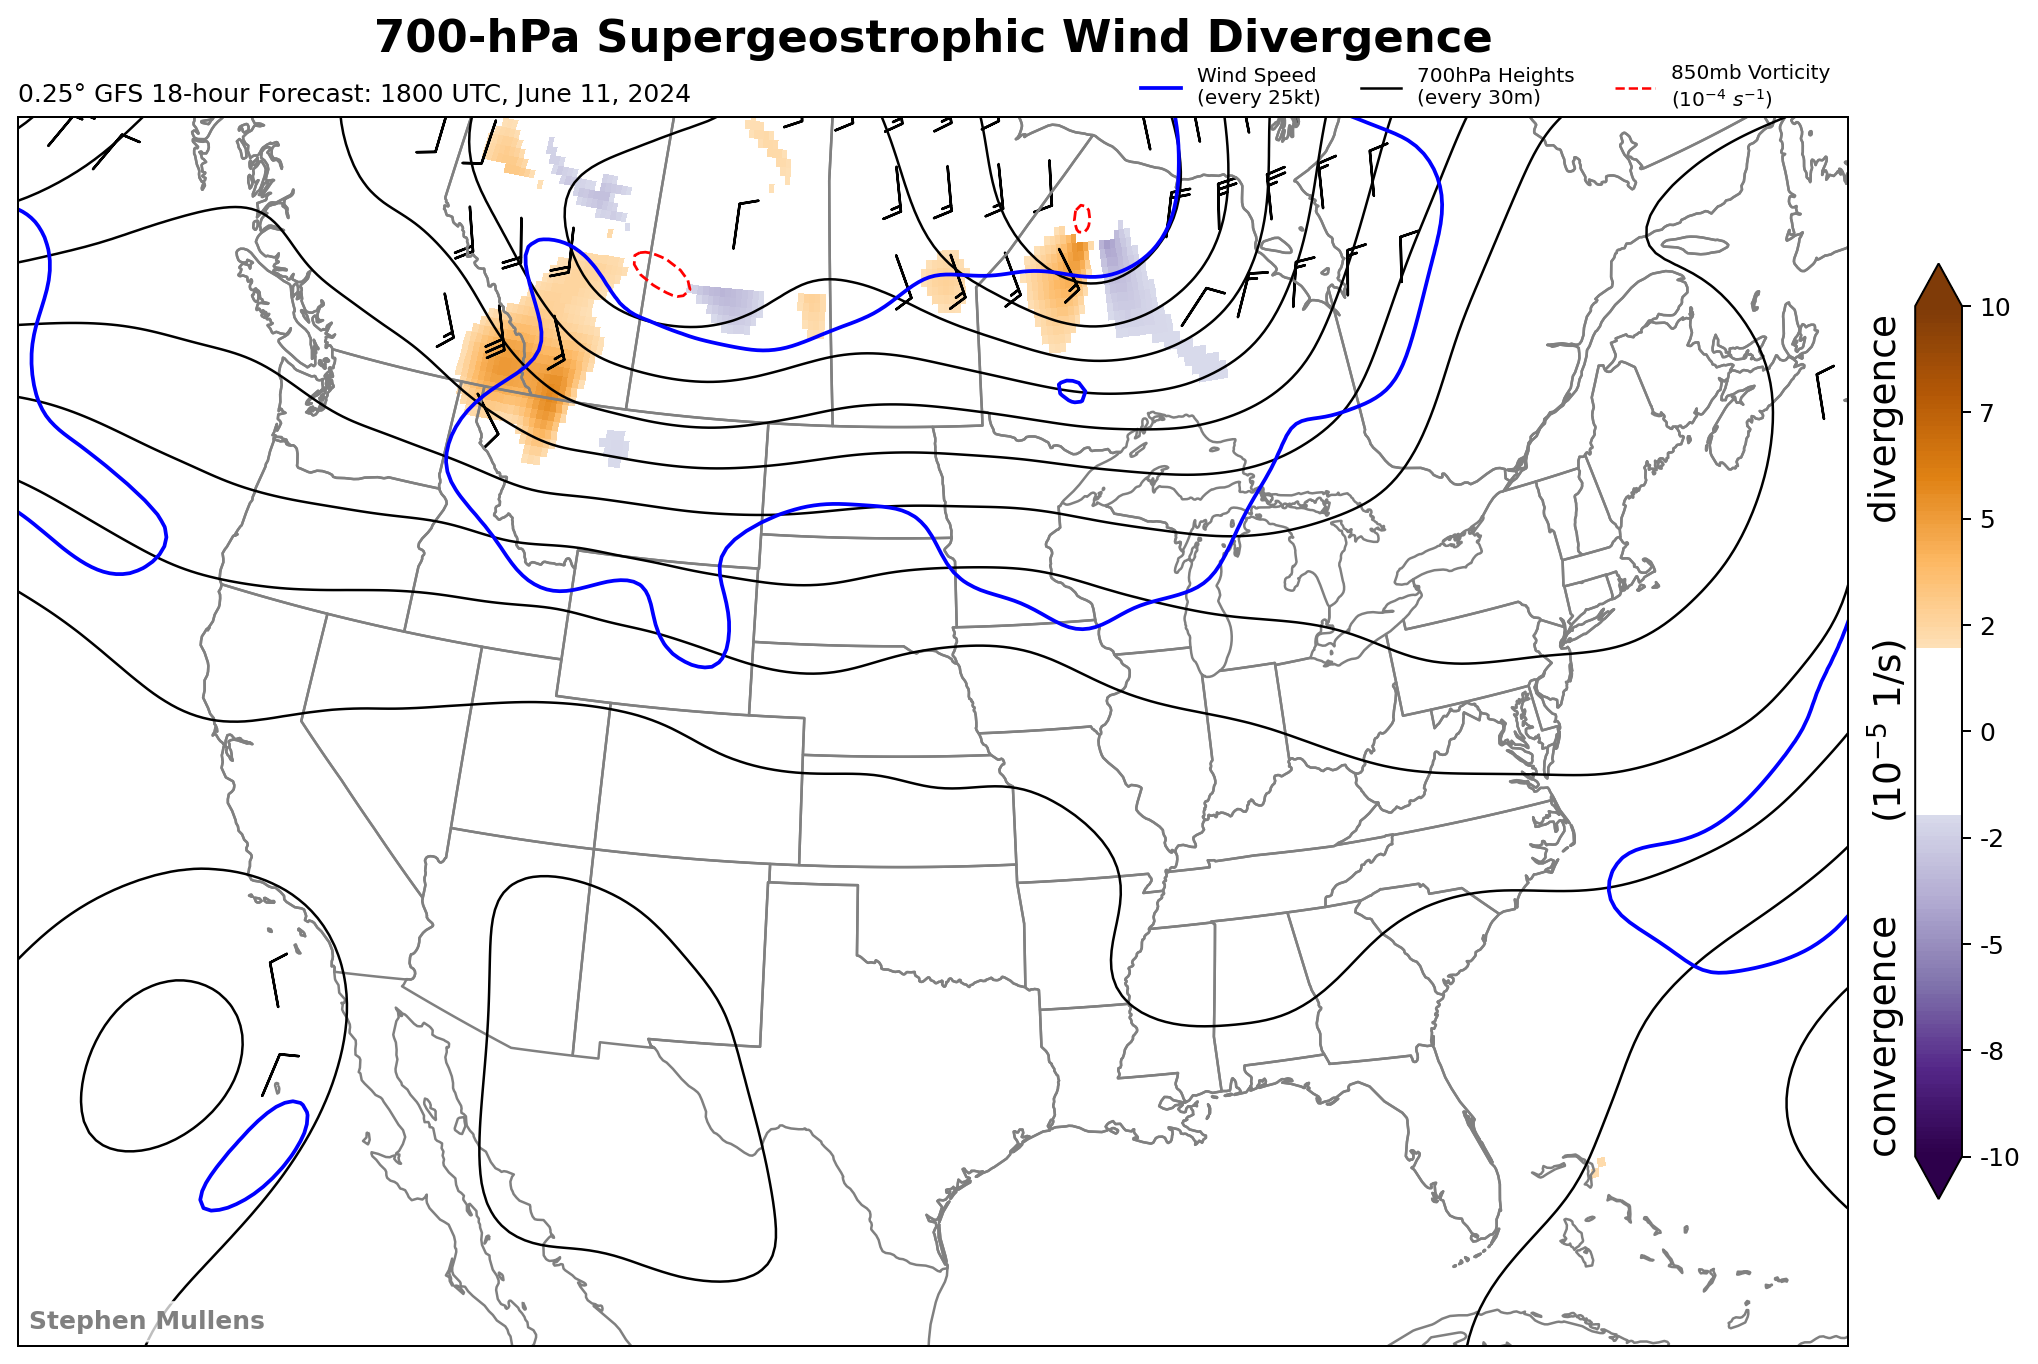 700-hPa Supergeostrophic Wind Divergence
0.25° GFS 18-hour Forecast: 1800 UTC, June 11, 2024
Wind Speed
(every 25kt)
700hPa Heights
(every 30m)
850mb Vorticity
(10⁻⁴ s⁻¹)
10
7
5
2
0
-2
-5
-8
-10
convergence (10⁻⁵ 1/s) divergence
Stephen Mullens